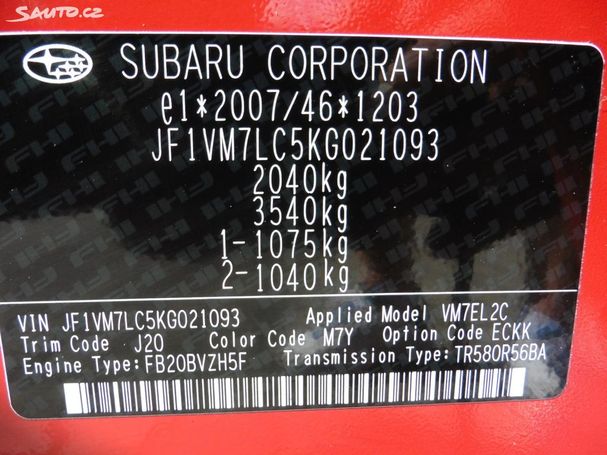 SAUTO.CZ
SUBARU CORPORATION
e1*2007/46*1203
JF1VM7LC5KG021093
2040kg
3540kg
1-1075kg
2-1040kg
VIN JF1VM7LC5KG021093 Applied Model VM7EL2C
Trim Code J20 Color Code M7Y Option Code ECKK
Engine Type:FB20BVZH5F Transmission Type:TR580R56BA